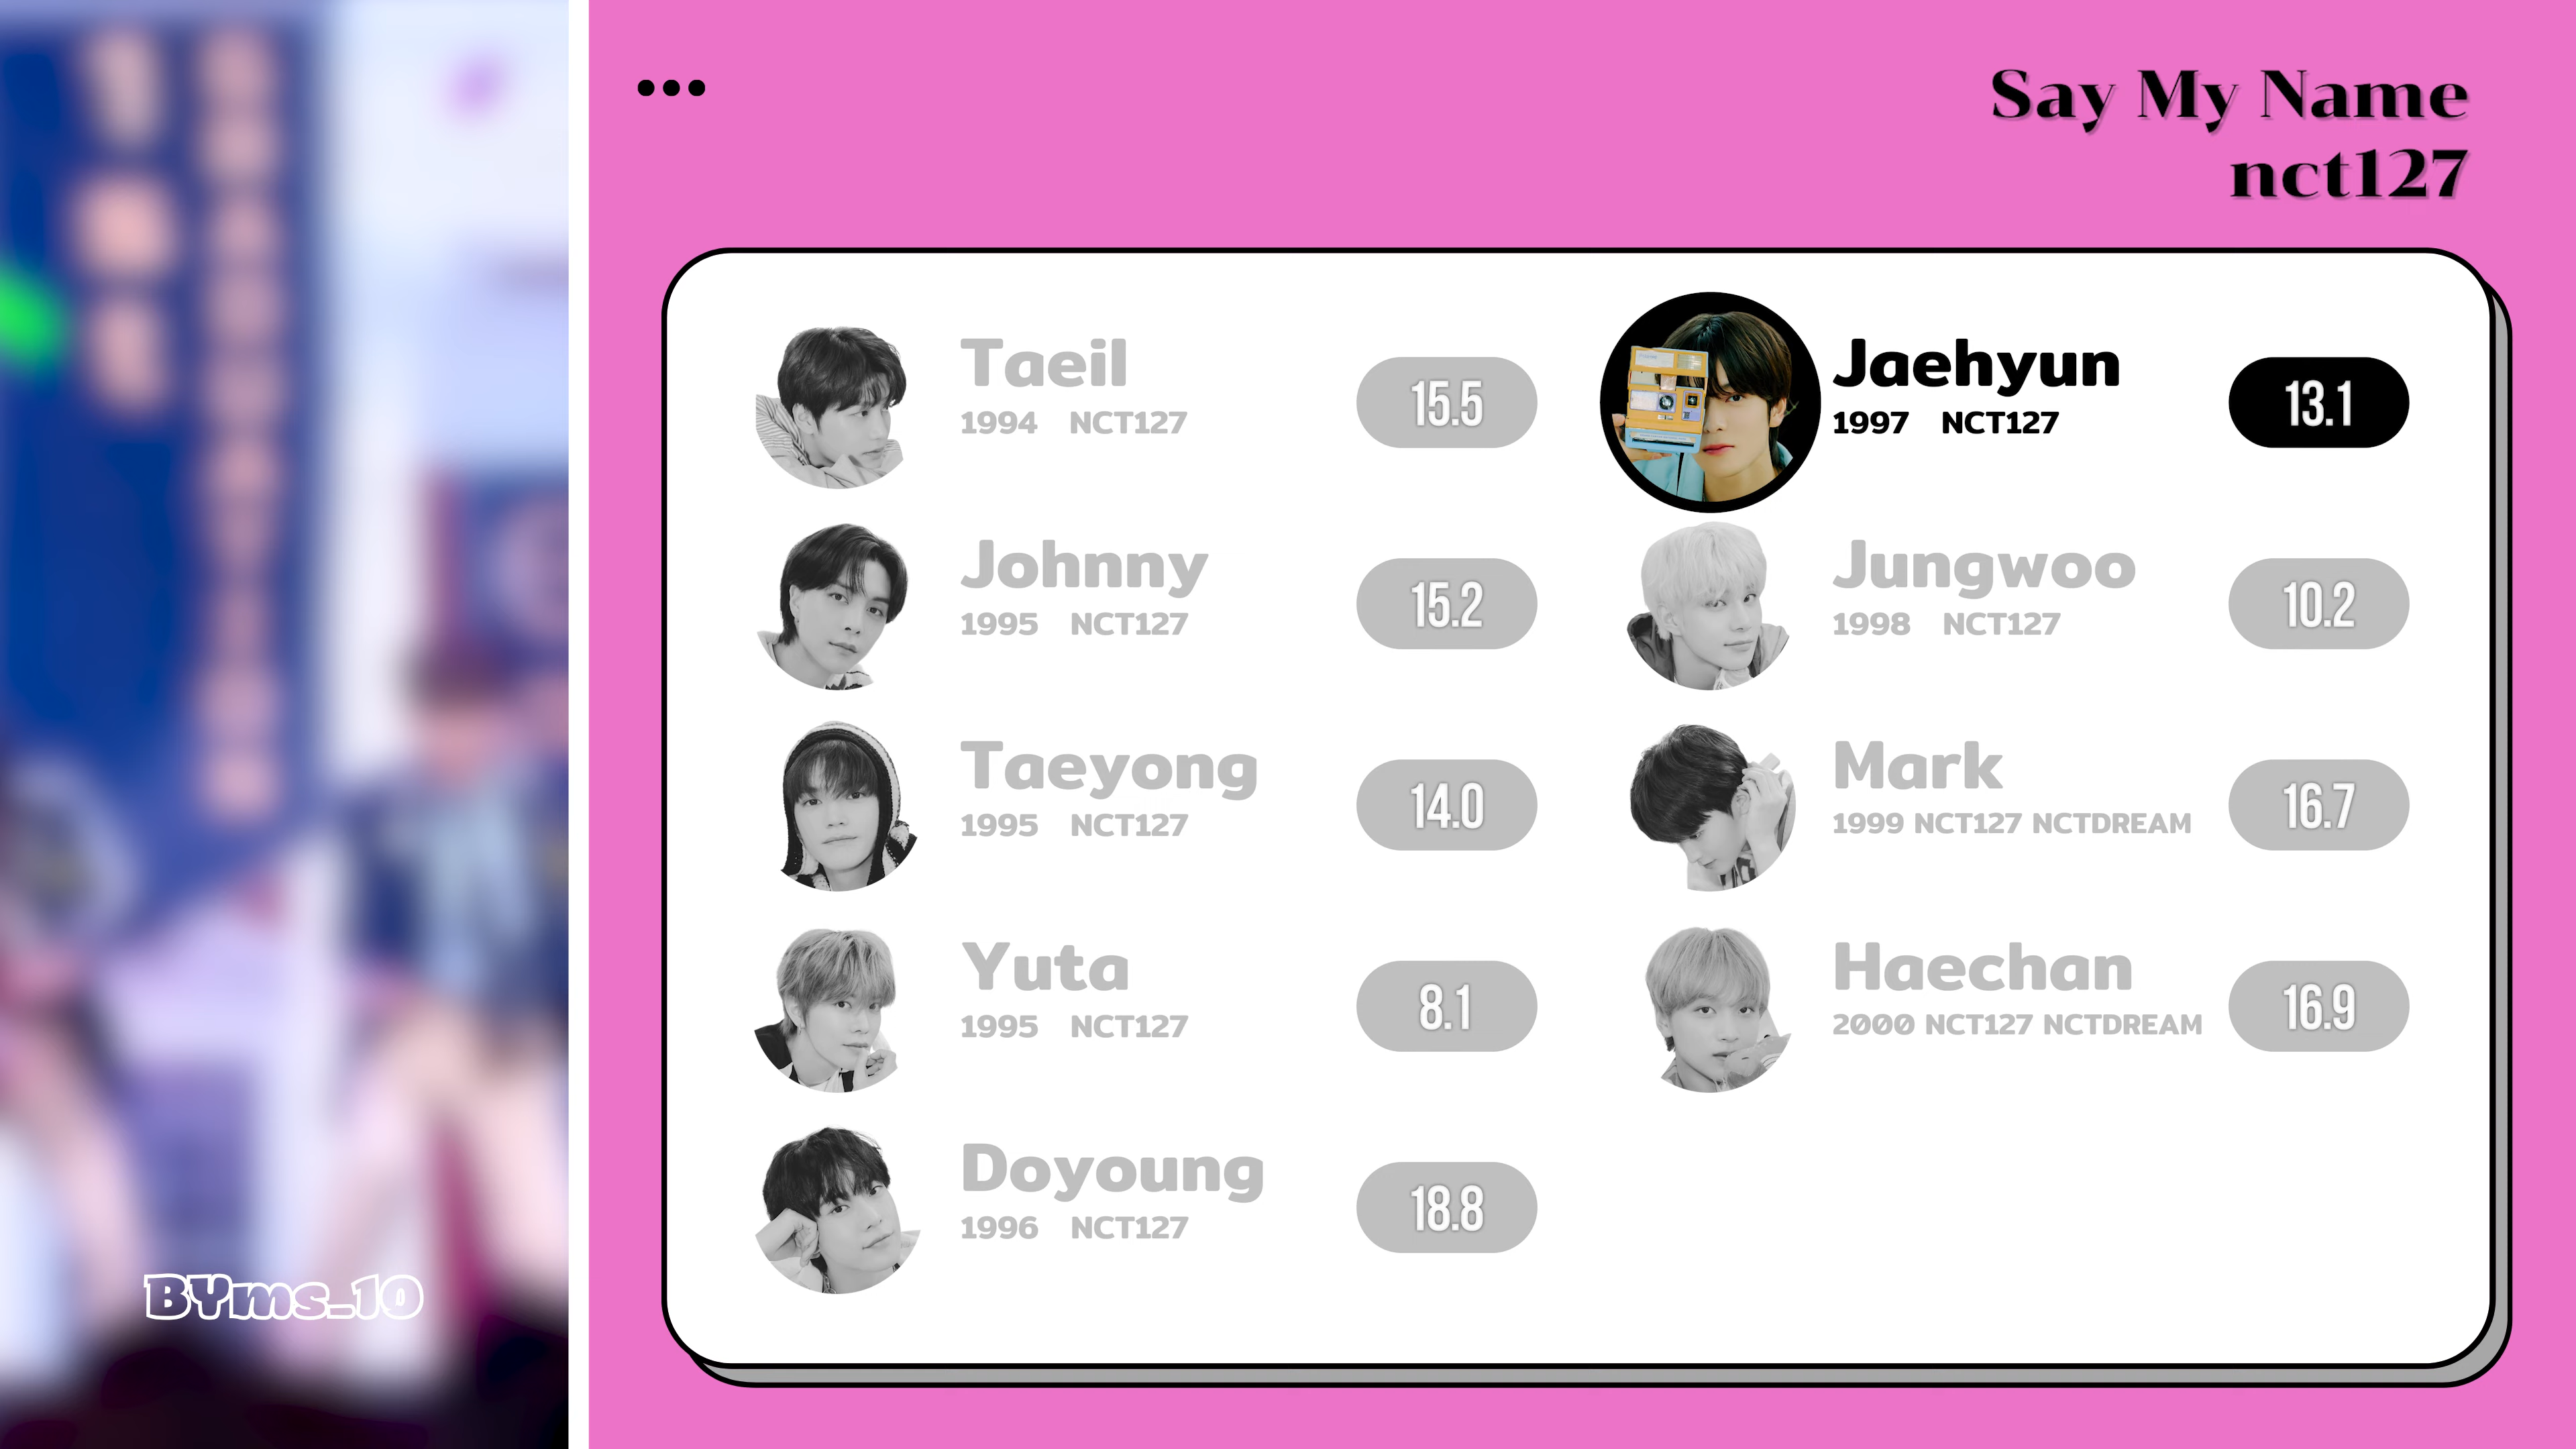 Say My Name
nct127
Taeil
1994 NCT127
15.5
Johnny
1995 NCT127
15.2
Taeyong
1995 NCT127
14.0
Yuta
1995 NCT127
8.1
Doyoung
1996 NCT127
18.8
Jaehyun
1997 NCT127
13.1
Jungwoo
1998 NCT127
10.2
Mark
1999 NCT127 NCTDREAM
16.7
Haechan
2000 NCT127 NCTDREAM
16.9
BYms_10